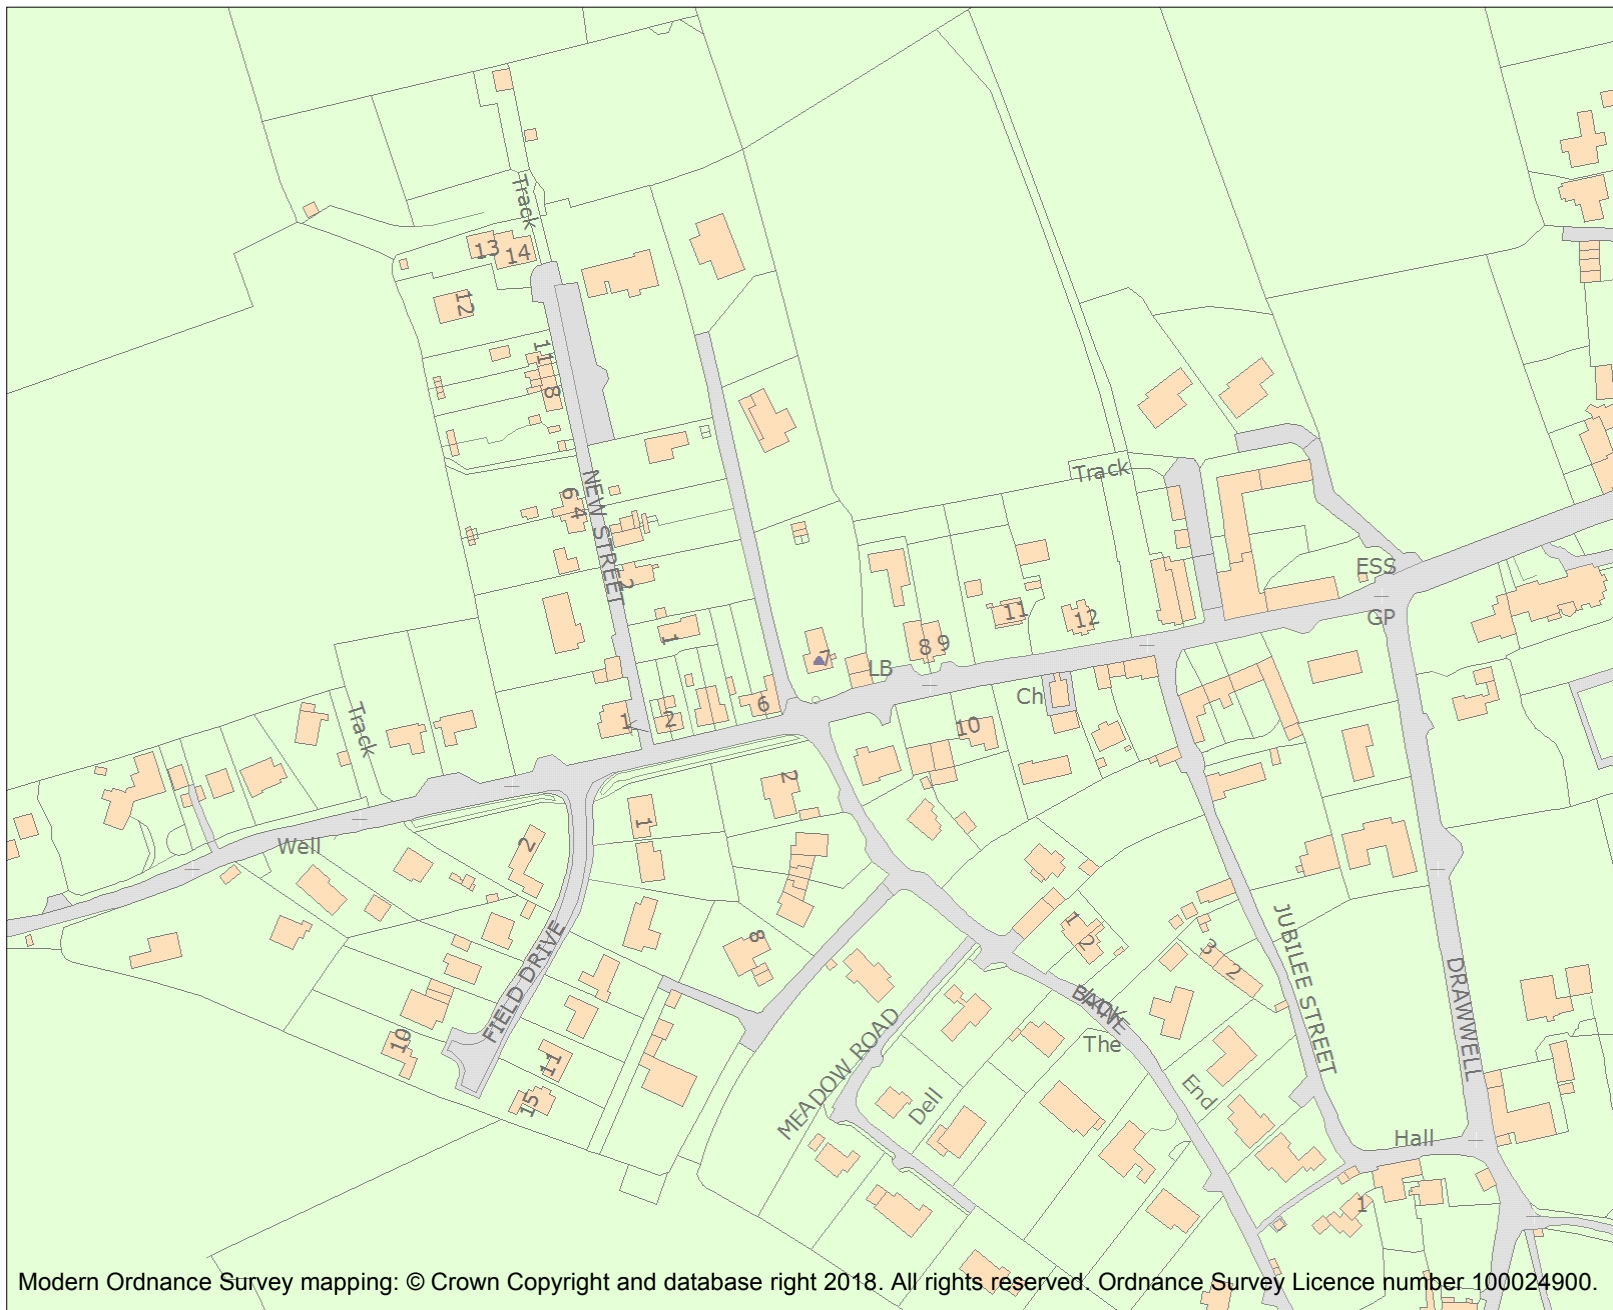 Track
13
14
12
11
8
NEW STREET
6
4
2
1
Track
ESS
GP
11
12
8
9
7
LB
Ch
6
1
2
10
Track
Well
2
1
2
8
FIELD DRIVE
10
11
15
MEADOW ROAD
Dell
1
2
3
2
BACK LANE
The
End
JUBILEE STREET
DRAWWELL
Hall
1
Modern Ordnance Survey mapping: © Crown Copyright and database right 2018. All rights reserved. Ordnance Survey Licence number 100024900.